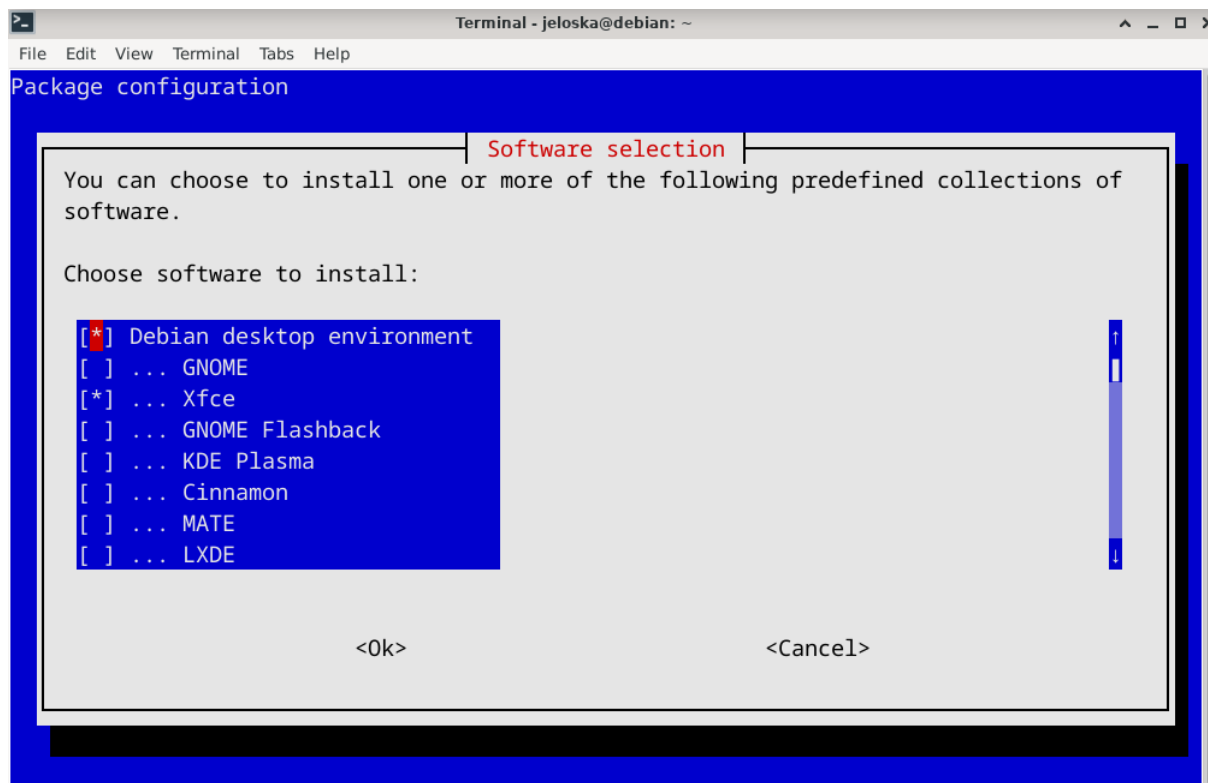 Terminal - jeloska@debian: ~
File Edit View Terminal Tabs Help
Package configuration
Software selection
You can choose to install one or more of the following predefined collections of
software.
Choose software to install:
[*] Debian desktop environment
[ ] ... GNOME
[*] ... Xfce
[ ] ... GNOME Flashback
[ ] ... KDE Plasma
[ ] ... Cinnamon
[ ] ... MATE
[ ] ... LXDE
<Ok> <Cancel>